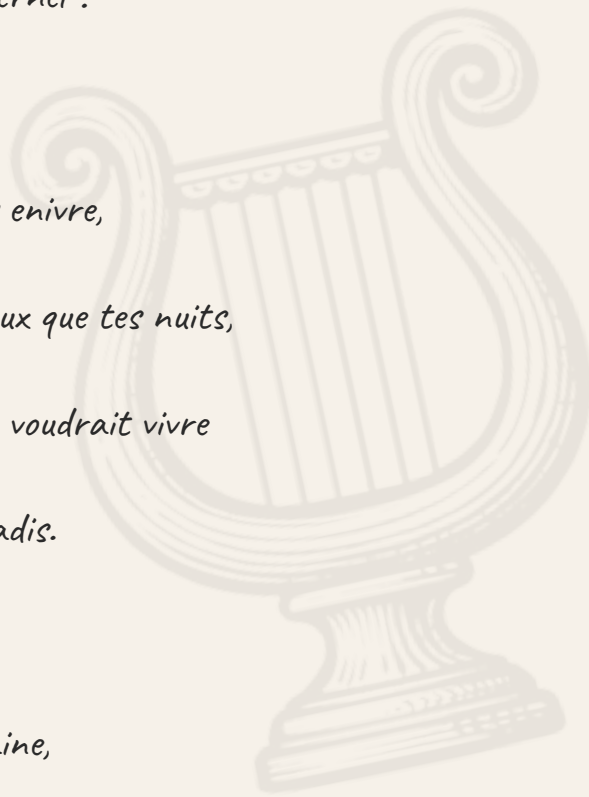 enivre,
ux que tes nuits,
voudrait vivre
adis.
ine,